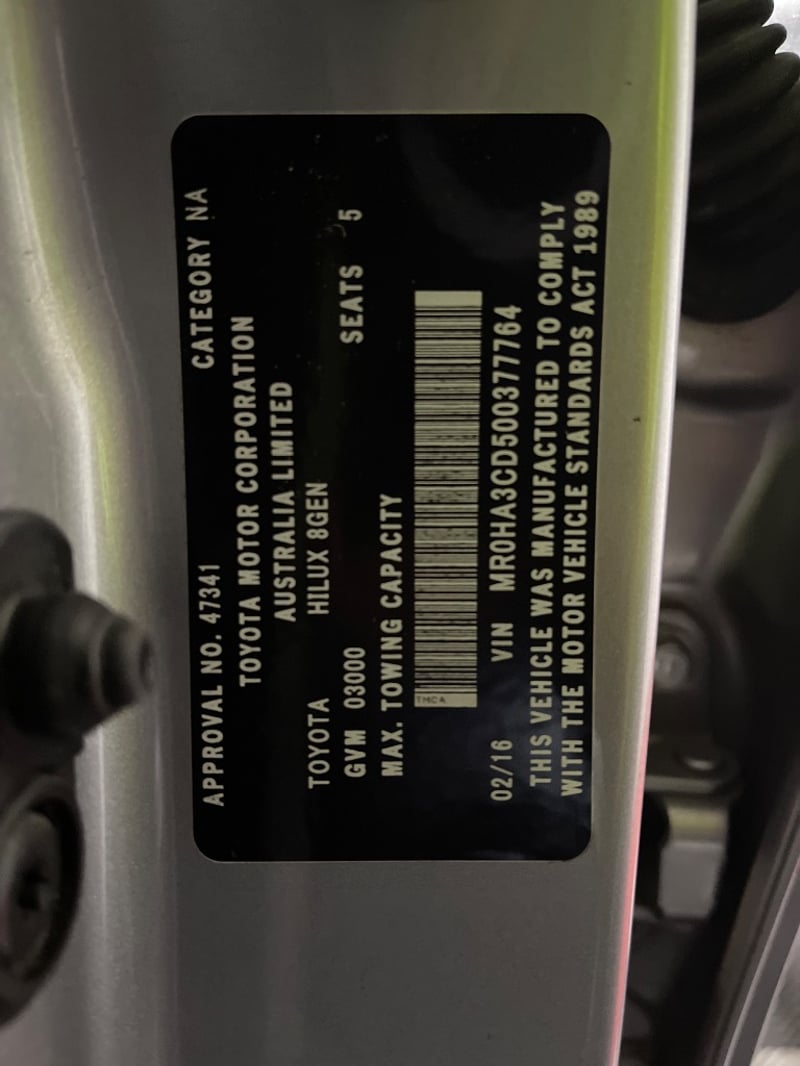 APPROVAL NO. 47341 CATEGORY NA
TOYOTA MOTOR CORPORATION
AUSTRALIA LIMITED
TOYOTA HILUX 8GEN
GVM 03000 SEATS 5
MAX. TOWING CAPACITY
TMCA
02/16 VIN MR0HA3CD500377764
THIS VEHICLE WAS MANUFACTURED TO COMPLY
WITH THE MOTOR VEHICLE STANDARDS ACT 1989